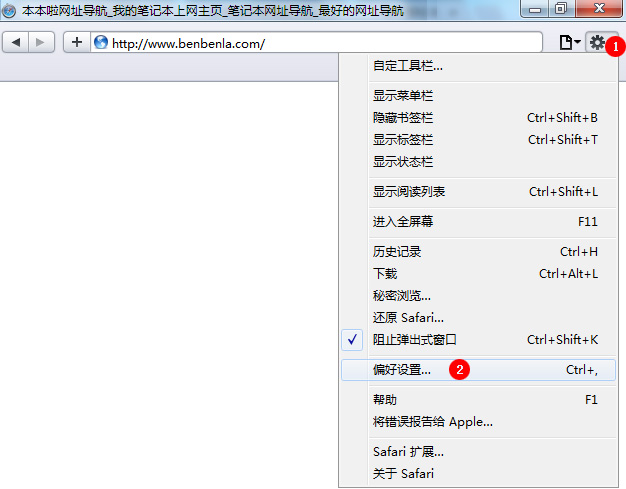 本本啦网址导航_我的笔记本上网主页_笔记本网址导航_最好的网址导航
http://www.benbenla.com/
1
自定工具栏...
显示菜单栏
隐藏书签栏 Ctrl+Shift+B
显示标签栏 Ctrl+Shift+T
显示状态栏
显示阅读列表 Ctrl+Shift+L
进入全屏幕 F11
历史记录 Ctrl+H
下载 Ctrl+Alt+L
秘密浏览...
还原 Safari...
阻止弹出式窗口 Ctrl+Shift+K
偏好设置... 2 Ctrl+,
帮助 F1
将错误报告给 Apple...
Safari 扩展...
关于 Safari